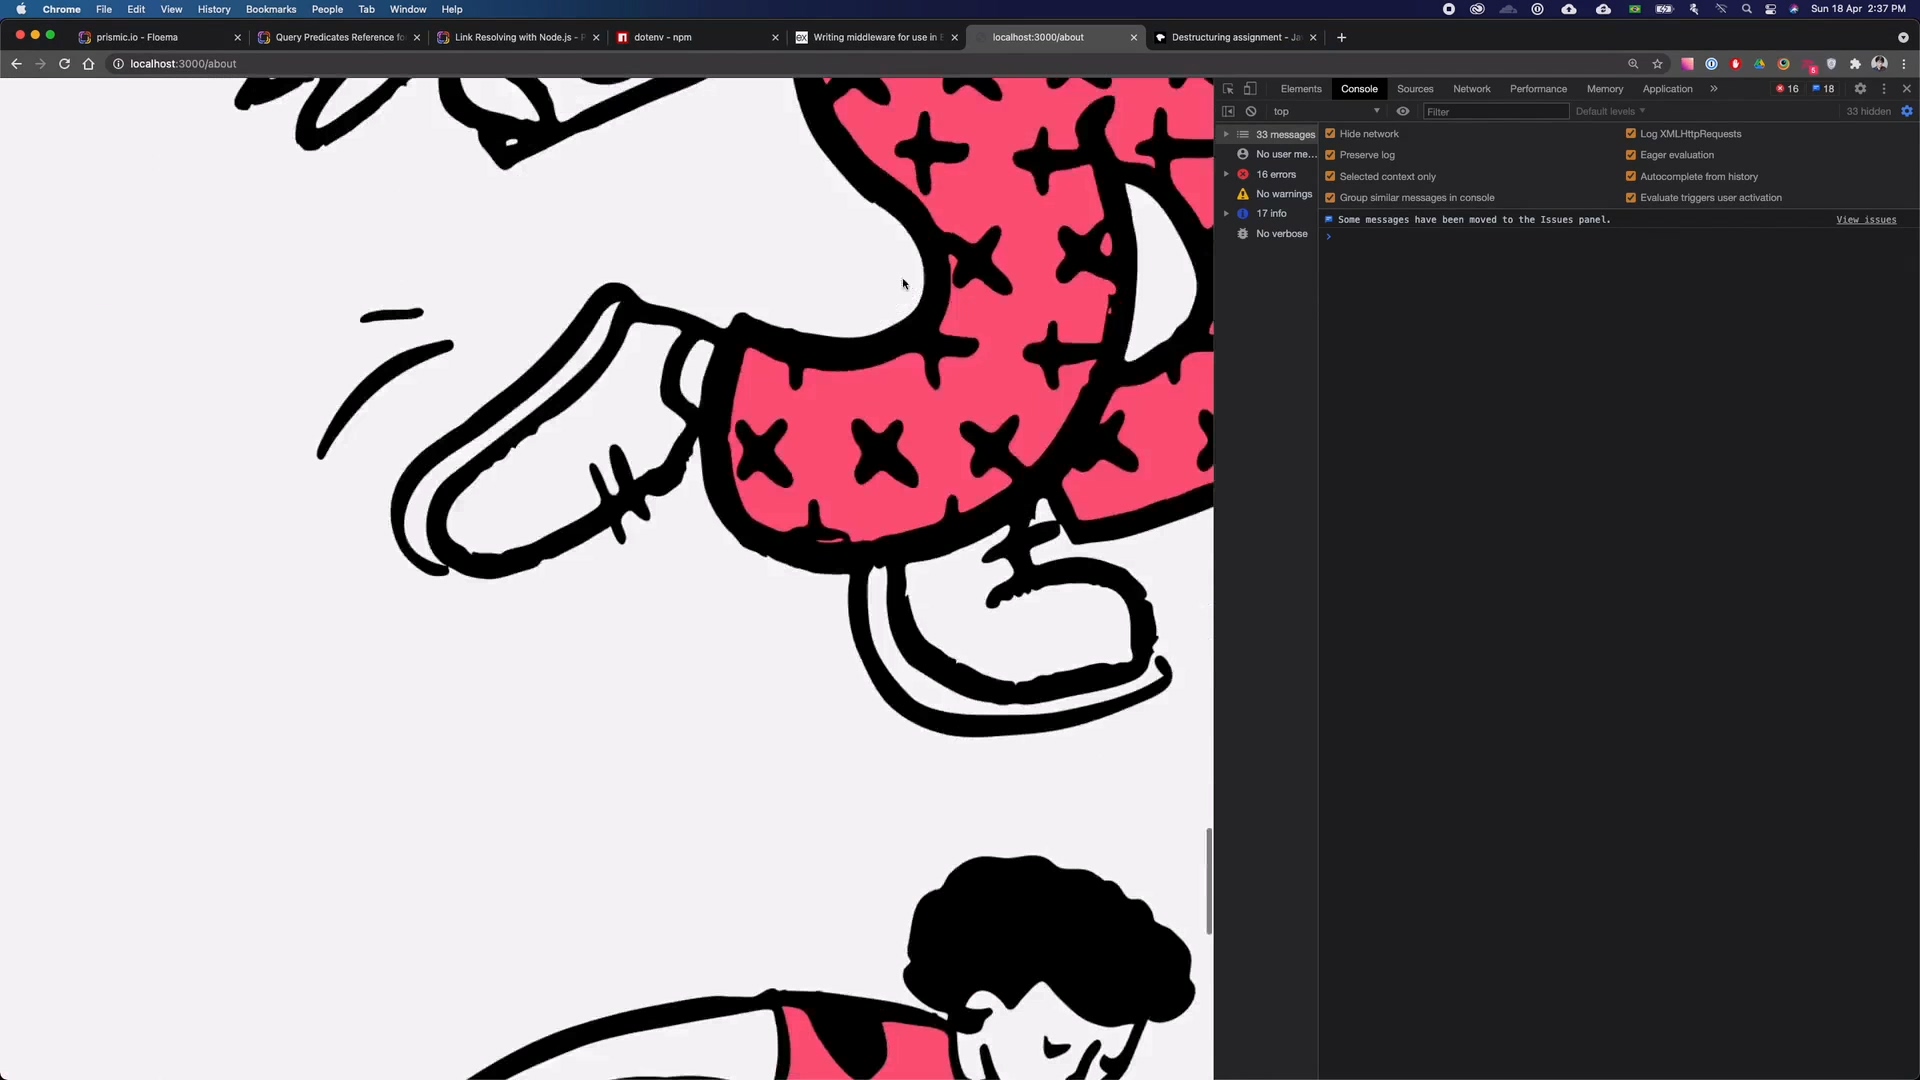 Chrome File Edit View History Bookmarks People Tab Window Help Sun 18 Apr 2:37 PM
prismic.io - Floema
Query Predicates Reference fo
Link Resolving with Node.js - P
dotenv - npm
Writing middleware for use in E
localhost:3000/about
Destructuring assignment - Ja
localhost:3000/about
Elements Console Sources Network Performance Memory Application » 16 18
top Filter Default levels 33 hidden
33 messages
No user me...
16 errors
No warnings
17 info
No verbose
Hide network Log XMLHttpRequests
Preserve log Eager evaluation
Selected context only Autocomplete from history
Group similar messages in console Evaluate triggers user activation
Some messages have been moved to the Issues panel. View issues